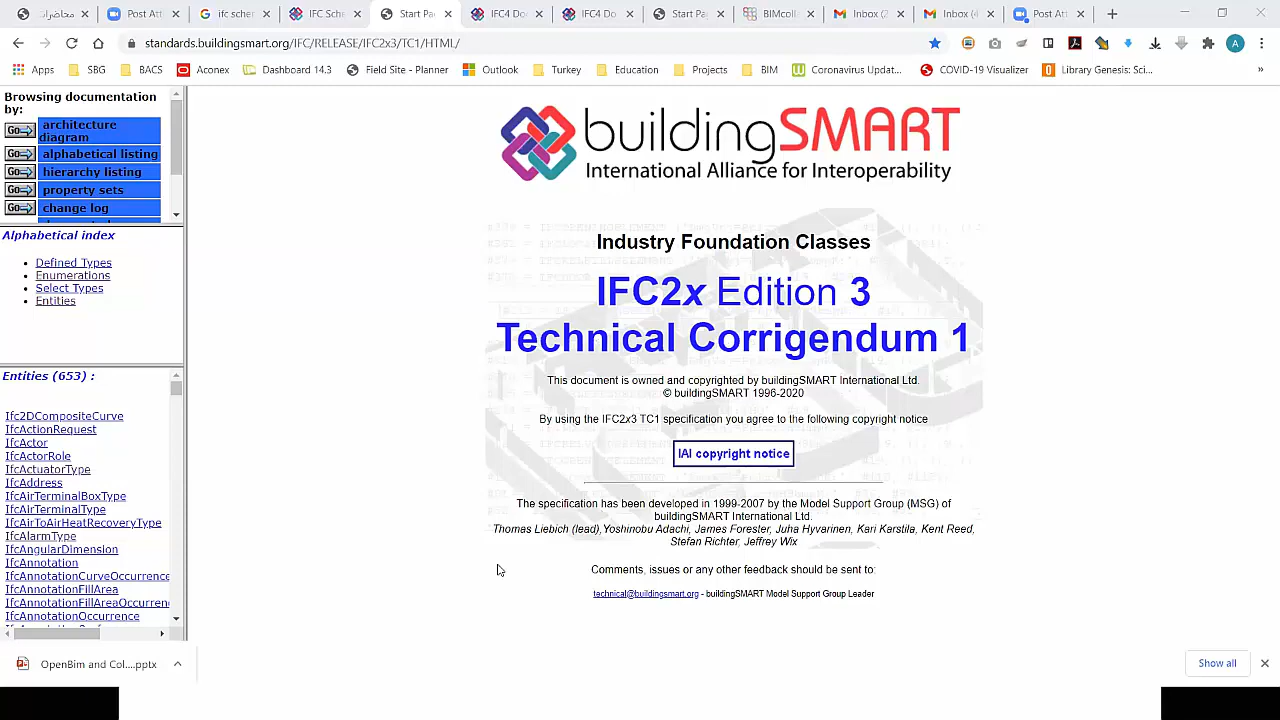 محاضرات
Post Att
ifc scher
IFC Sch
Start Pa
IFC4 Do
IFC4 Do
Start Pa
BIMcoll
Inbox (2
Inbox (
Post Att
standards.buildingsmart.org/IFC/RELEASE/IFC2x3/TC1/HTML/
A
Apps
SBG
BACS
Aconex
Dashboard 14.3
Field Site - Planner
Outlook
Turkey
Education
Projects
BIM
Coronavirus Updat...
COVID-19 Visualizer
Library Genesis: Sci...
»
Browsing documentation
by:
Go architecture
diagram
Go alphabetical listing
Go hierarchy listing
Go property sets
Go change log
Alphabetical index
• Defined Types
• Enumerations
• Select Types
• Entities
Entities (653) :
Ifc2DCompositeCurve
IfcActionRequest
IfcActor
IfcActorRole
IfcActuatorType
IfcAddress
IfcAirTerminalBoxType
IfcAirTerminalType
IfcAirToAirHeatRecoveryType
IfcAlarmType
IfcAngularDimension
IfcAnnotation
IfcAnnotationCurveOccurrence
IfcAnnotationFillArea
IfcAnnotationFillAreaOccurren
IfcAnnotationOccurrence
buildingSMART
International Alliance for Interoperability
Industry Foundation Classes
IFC2x Edition 3
Technical Corrigendum 1
This document is owned and copyrighted by buildingSMART International Ltd.
© buildingSMART 1996-2020
By using the IFC2x3 TC1 specification you agree to the following copyright notice
IAI copyright notice
The specification has been developed in 1999-2007 by the Model Support Group (MSG) of
buildingSMART International Ltd.
Thomas Liebich (lead),Yoshinobu Adachi, James Forester, Juha Hyvarinen, Kari Karstila, Kent Reed,
Stefan Richter, Jeffrey Wix
Comments, issues or any other feedback should be sent to:
technical@buildingsmart.org - buildingSMART Model Support Group Leader
OpenBim and Col....pptx
Show all